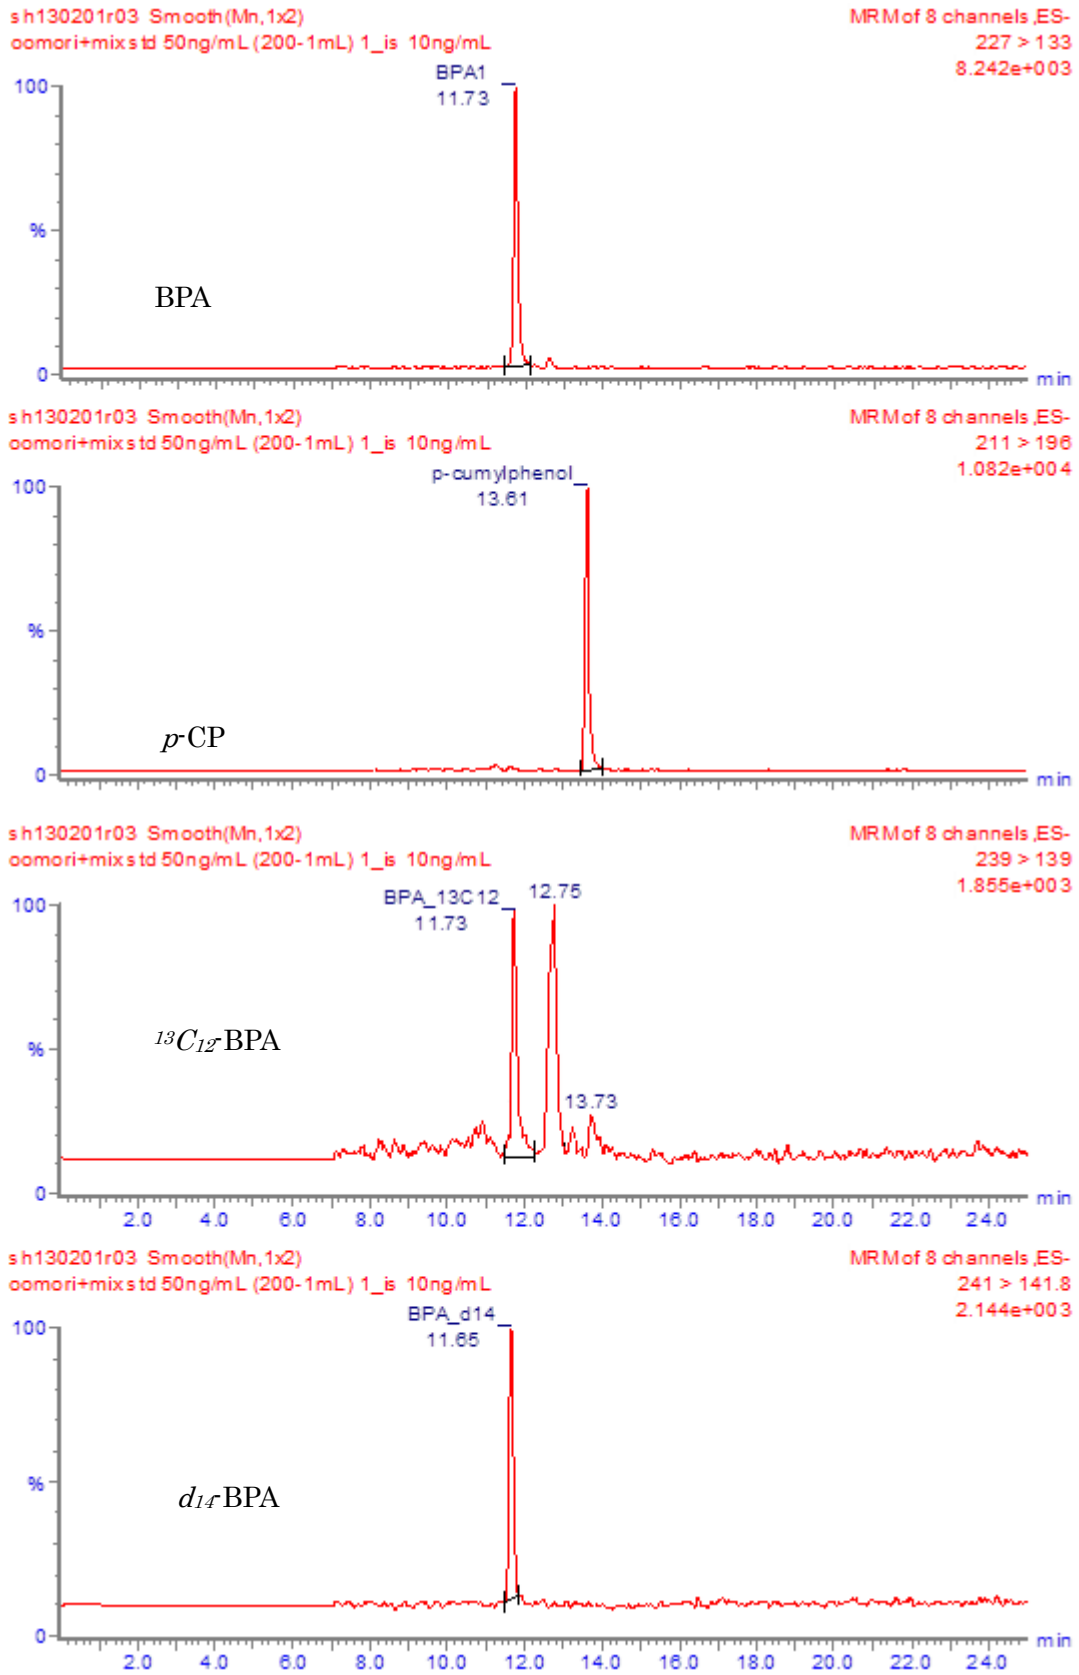 sh130201r03 Smooth(Mn,1x2)
MRM of 8 channels,ES-
oomori+mixstd 50ng/mL (200-1mL) 1_is 10ng/mL
227 > 133
8.242e+003
BPA1
11.73
100
%
BPA
0
min
sh130201r03 Smooth(Mn,1x2)
MRM of 8 channels,ES-
oomori+mixstd 50ng/mL (200-1mL) 1_is 10ng/mL
211 > 196
1.082e+004
p-cumylphenol
13.61
100
%
p-CP
0
min
sh130201r03 Smooth(Mn,1x2)
MRM of 8 channels,ES-
oomori+mixstd 50ng/mL (200-1mL) 1_is 10ng/mL
239 > 139
1.855e+003
BPA_13C12
11.73
12.75
100
13.73
%
13C12-BPA
0
min
2.0 4.0 6.0 8.0 10.0 12.0 14.0 16.0 18.0 20.0 22.0 24.0
sh130201r03 Smooth(Mn,1x2)
MRM of 8 channels,ES-
oomori+mixstd 50ng/mL (200-1mL) 1_is 10ng/mL
241 > 141.8
2.144e+003
BPA_d14
11.65
100
%
d14-BPA
0
min
2.0 4.0 6.0 8.0 10.0 12.0 14.0 16.0 18.0 20.0 22.0 24.0